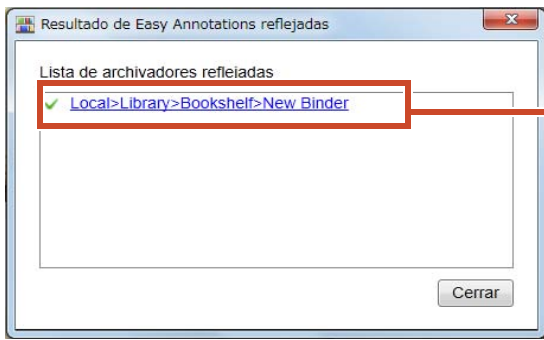 Resultado de Easy Annotations reflejadas
Lista de archivadores reflejadas
Local>Library>Bookshelf>New Binder
Cerrar